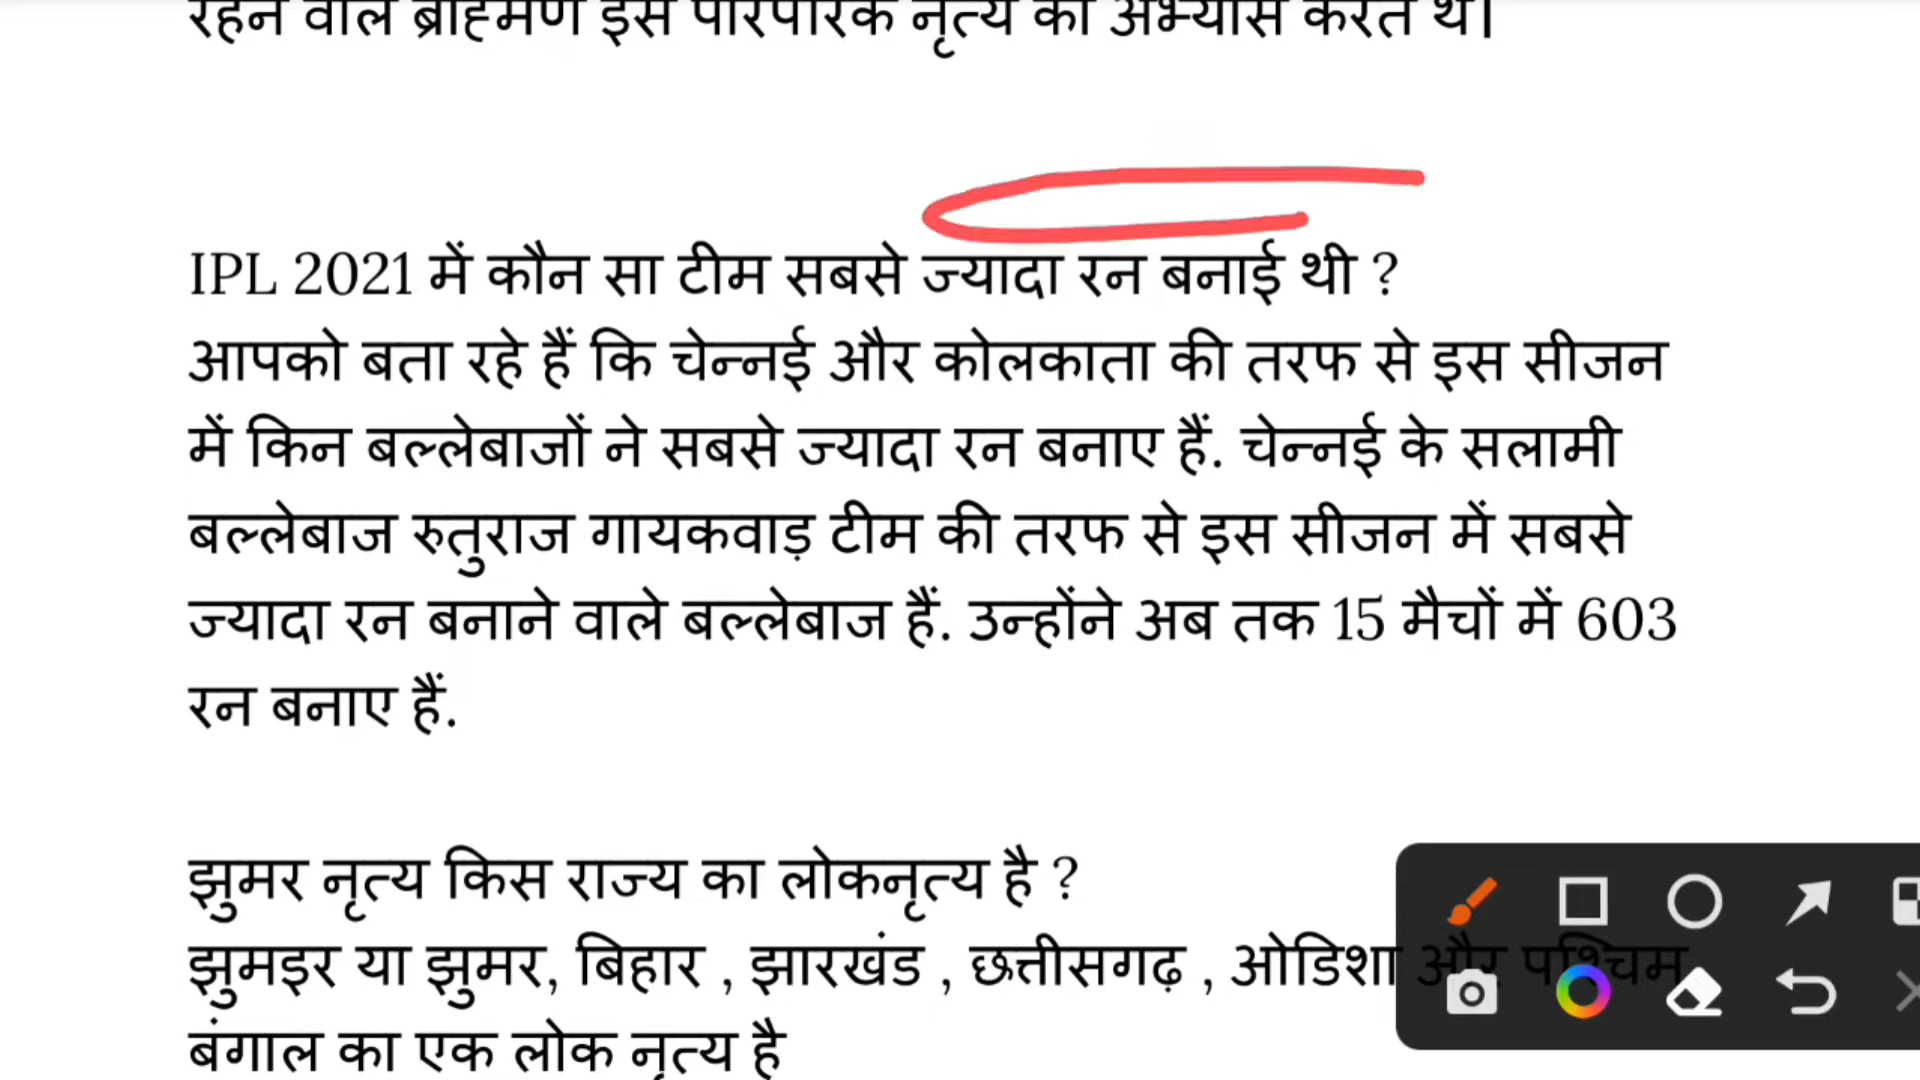 रहने वाले ब्राह्मण इस पारंपरिक नृत्य का अभ्यास करते थे।
IPL 2021 में कौन सा टीम सबसे ज्यादा रन बनाई थी ?
आपको बता रहे हैं कि चेन्नई और कोलकाता की तरफ से इस सीजन
में किन बल्लेबाजों ने सबसे ज्यादा रन बनाए हैं. चेन्नई के सलामी
बल्लेबाज रुतुराज गायकवाड़ टीम की तरफ से इस सीजन में सबसे
ज्यादा रन बनाने वाले बल्लेबाज हैं. उन्होंने अब तक 15 मैचों में 603
रन बनाए हैं.
झुमर नृत्य किस राज्य का लोकनृत्य है ?
झुमइर या झुमर, बिहार , झारखंड , छत्तीसगढ़ , ओडिशा और पश्चिम
बंगाल का एक लोक नृत्य है